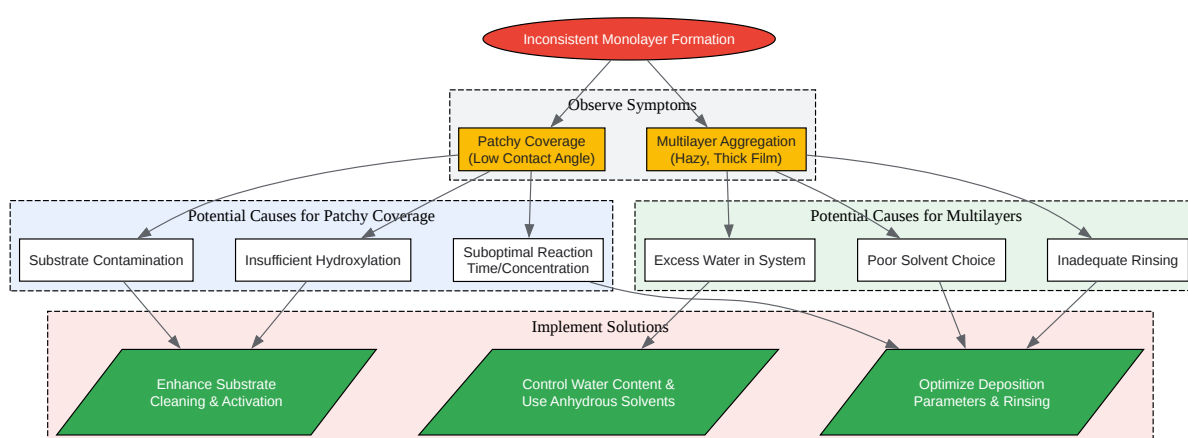 Inconsistent Monolayer Formation
Observe Symptoms
Patchy Coverage
(Low Contact Angle)
Multilayer Aggregation
(Hazy, Thick Film)
Potential Causes for Patchy Coverage
Substrate Contamination
Insufficient Hydroxylation
Suboptimal Reaction
Time/Concentration
Potential Causes for Multilayers
Excess Water in System
Poor Solvent Choice
Inadequate Rinsing
Implement Solutions
Enhance Substrate
Cleaning & Activation
Control Water Content &
Use Anhydrous Solvents
Optimize Deposition
Parameters & Rinsing